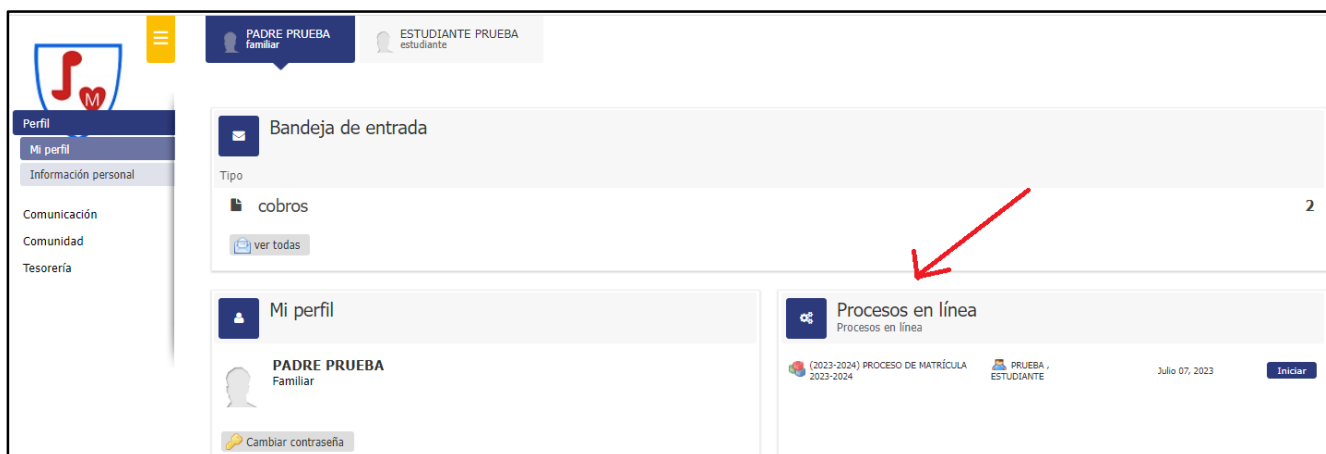 PADRE PRUEBA
familiar
ESTUDIANTE PRUEBA
estudiante
M
Perfil
Mi perfil
Información personal
Comunicación
Comunidad
Tesorería
Bandeja de entrada
Tipo
cobros 2
ver todas
Mi perfil
PADRE PRUEBA
Familiar
Cambiar contraseña
Procesos en línea
Procesos en línea
(2023-2024) PROCESO DE MATRÍCULA
2023-2024
PRUEBA ,
ESTUDIANTE
Julio 07, 2023
Iniciar